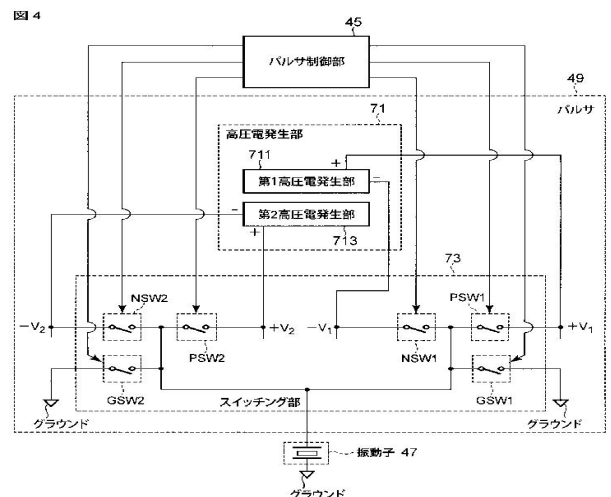 図 4
45
パルサ制御部
49
パルサ
71
高圧電発生部
711
+
第1高圧電発生部
-
-
第2高圧電発生部
+
713
73
NSW2
PSW1
-V2
+V2
-V1
+V1
PSW2
NSW1
GSW2
GSW1
スイッチング部
グラウンド
グラウンド
振動子 47
グラウンド